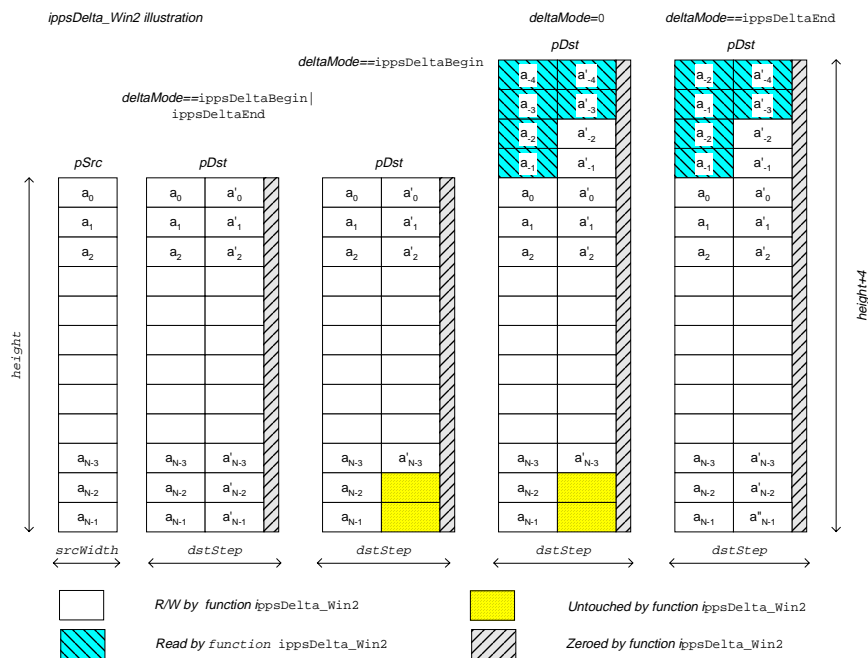 ippsDelta_Win2 illustration
deltaMode=0
deltaMode==ippsDeltaEnd
deltaMode==ippsDeltaBegin
pDst
pDst
deltaMode==ippsDeltaBegin|
ippsDeltaEnd
a-4 a'-4 a-2 a'-4
a-3 a'-3 a-1 a'-3
a-2 a'-2 a-2 a'-2
pSrc pDst pDst a-1 a'-1 a-1 a'-1
a0 a0 a'0 a0 a'0 a0 a'0 a0 a'0
a1 a1 a'1 a1 a'1 a1 a'1 a1 a'1
a2 a2 a'2 a2 a'2 a2 a'2 a2 a'2
height
height+4
aN-3 aN-3 a'N-3 aN-3 a'N-3 aN-3 a'N-3 aN-3 a'N-3
aN-2 aN-2 a'N-2 aN-2 aN-2 aN-2 a'N-2
aN-1 aN-1 a'N-1 aN-1 aN-1 aN-1 a"N-1
srcWidth dstStep dstStep dstStep dstStep
R/W by function ippsDelta_Win2
Untouched by function ippsDelta_Win2
Read by function ippsDelta_Win2
Zeroed by function ippsDelta_Win2